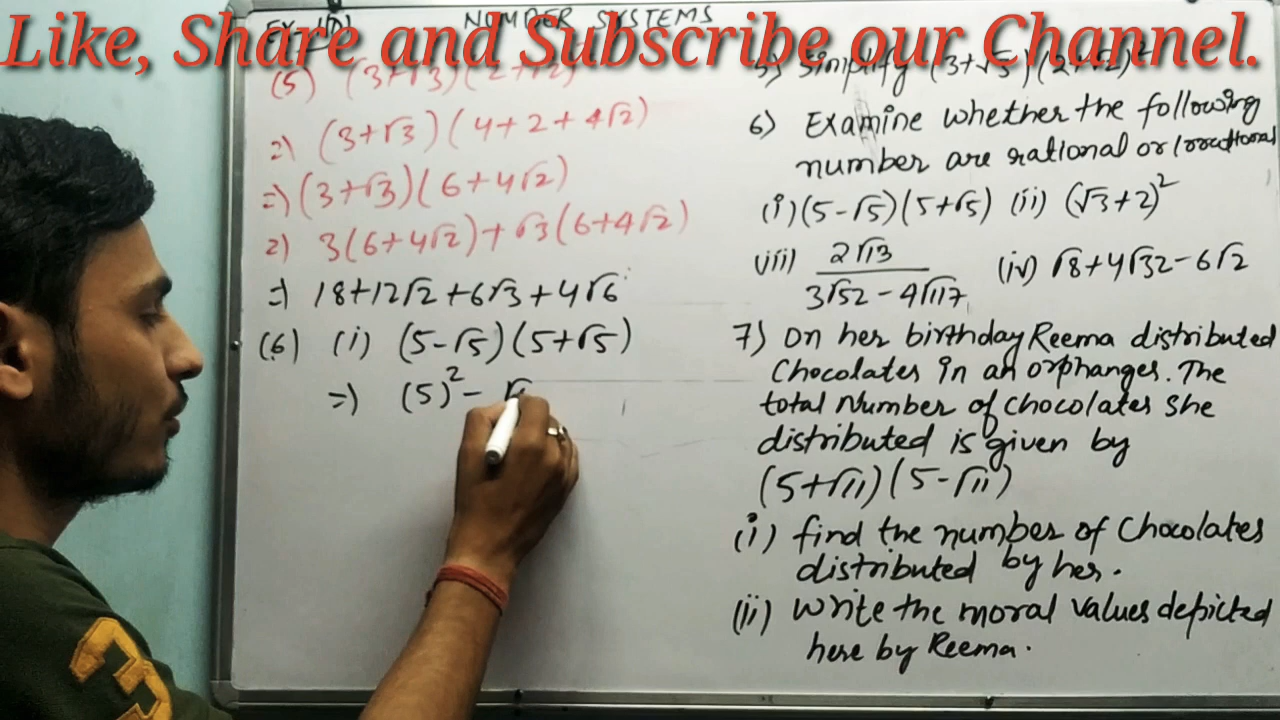 Like, Share and Subscribe our Channel.
NUMBER SYSTEMS
(5) (3+√3)(2+√2)²
⇒ (3+√3)(4+2+4√2)
⇒ (3+√3)(6+4√2)
⇒ 3(6+4√2)+√3(6+4√2)
⇒ 18+12√2+6√3+4√6
(6) (i) (5-√5)(5+√5)
⇒ (5)² -
5) Simplify (3+√3)(2+√2)²
6) Examine whether the following
number are rational or irrational
(i) (5-√5)(5+√5) (ii) (√3+2)²
(iii) 2√13 / 3√52 - 4√117 (iv) √8+4√32-6√2
7) On her birthday Reema distributed
Chocolates in an orphanges. The
total Number of chocolates she
distributed is given by
(5+√11)(5-√11)
(i) find the number of Chocolates
distributed by her.
(ii) Write the moral values depicted
here by Reema.